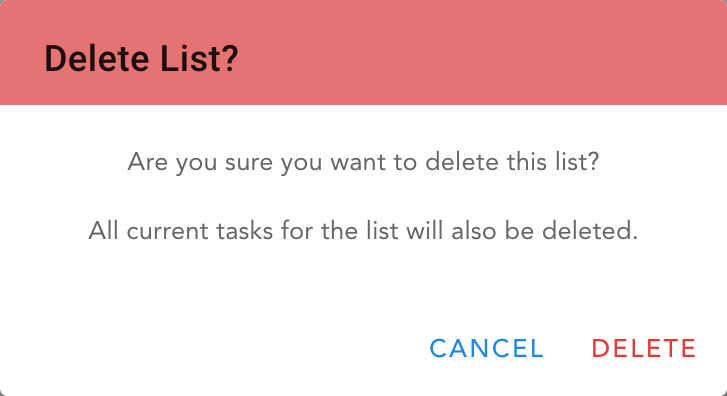 Delete List?
Are you sure you want to delete this list?
All current tasks for the list will also be deleted.
CANCEL DELETE